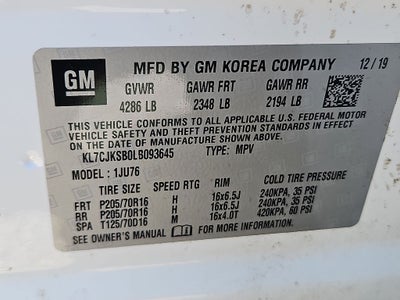 GM
MFD BY GM KOREA COMPANY 12/19
GVWR GAWR FRT GAWR RR
4286 LB 2348 LB 2194 LB
THIS VEHICLE CONFORMS TO ALL APPLICABLE U.S. FEDERAL MOTOR
VEHICLE SAFETY AND THEFT PREVENTION STANDARDS IN EFFECT
ON THE DATE OF MANUFACTURE SHOWN ABOVE.
KL7CJKSB0LB093645 TYPE: MPV
MODEL : 1JU76
TIRE SIZE SPEED RTG RIM COLD TIRE PRESSURE
FRT P205/70R16 H 16x6.5J 240KPA, 35 PSI
RR P205/70R16 H 16x6.5J 240KPA, 35 PSI
SPA T125/70D16 M 16x4.0T 420KPA, 60 PSI
SEE OWNER'S MANUAL FOR MORE INFORMATION